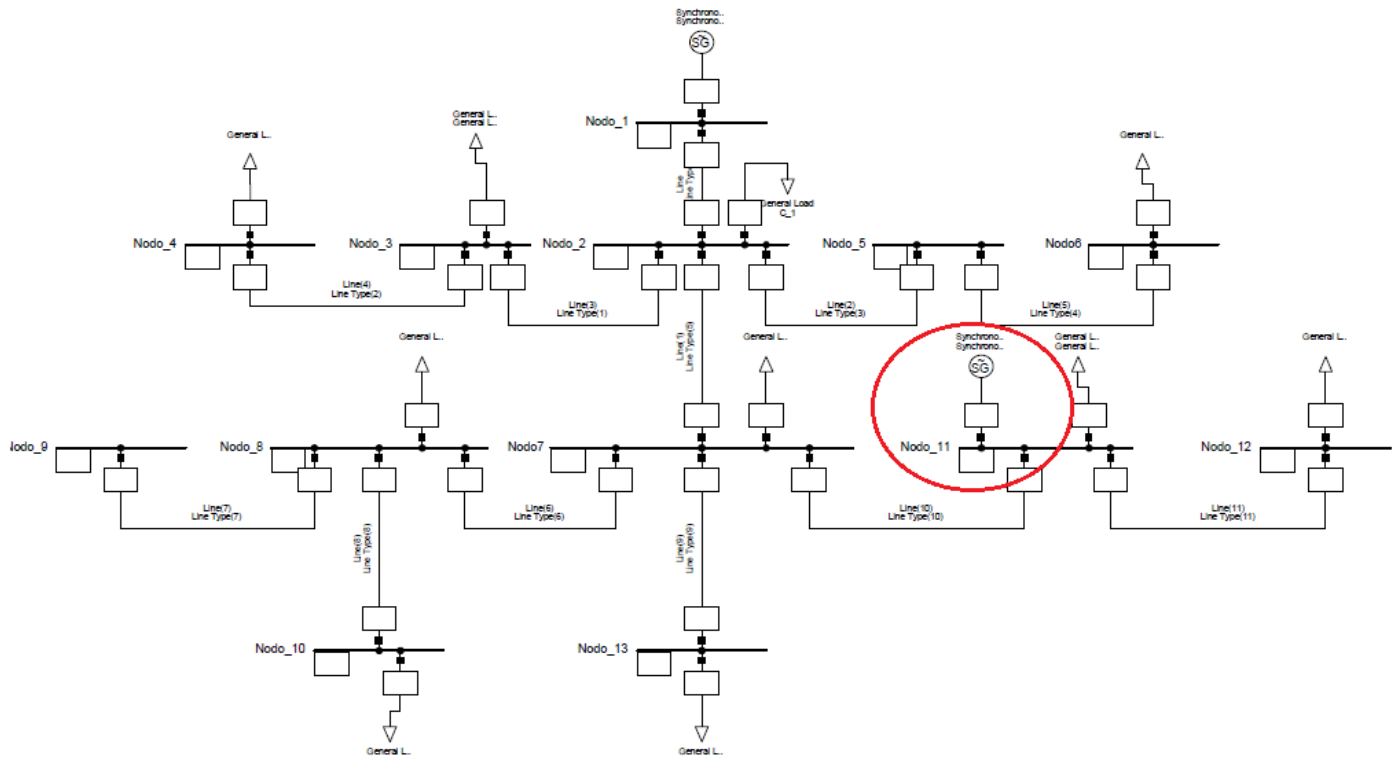 Synchrono..
Synchrono..
SG
Nodo_1
General L..
General L..
General L..
General L..
Line
Line Type
General Load
C_1
Nodo_4
Nodo_3
Nodo_2
Nodo_5
Nodo6
Line(4)
Line Type(2)
Line(3)
Line Type(1)
Line(2)
Line Type(3)
Line(5)
Line Type(4)
Line(1)
Line Type(5)
General L..
General L..
Synchrono..
Synchrono..
SG
General L..
General L..
General L..
Nodo_9
Nodo_8
Nodo7
Nodo_11
Nodo_12
Line(7)
Line Type(7)
Line(6)
Line Type(6)
Line(10)
Line Type(10)
Line(11)
Line Type(11)
Line(8)
Line Type(8)
Line(9)
Line Type(9)
Nodo_10
Nodo_13
General L..
General L..